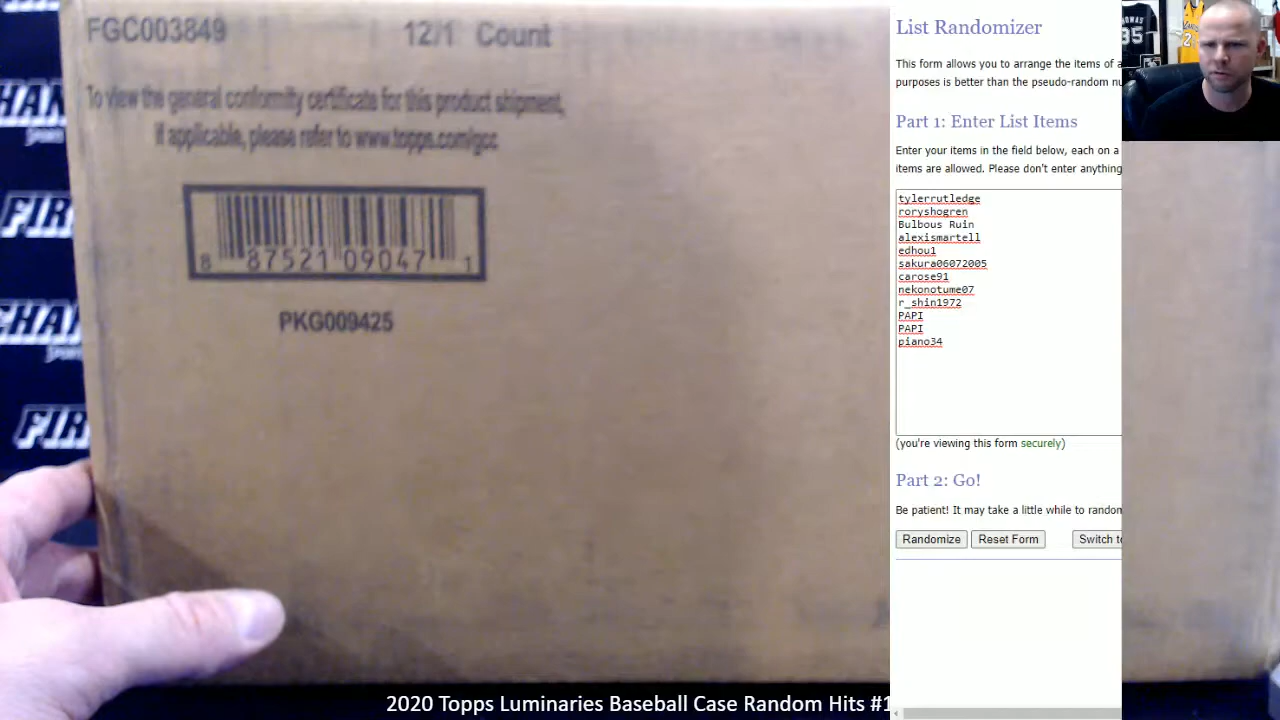 FGC003849 12/1 Count
To view the general conformity certificate for this product shipment,
if applicable, please refer to www.topps.com/gcc
8 87521 09047 1
PKG009425
List Randomizer
This form allows you to arrange the items of a
purposes is better than the pseudo-random nu
Part 1: Enter List Items
Enter your items in the field below, each on a
items are allowed. Please don't enter anything
tylerrutledge
roryshogren
Bulbous Ruin
alexismartell
edhou1
sakura06072005
carose91
nekonotume07
r_shin1972
PAPI
PAPI
piano34
(you're viewing this form securely)
Part 2: Go!
Be patient! It may take a little while to random
Randomize Reset Form Switch to
2020 Topps Luminaries Baseball Case Random Hits #1